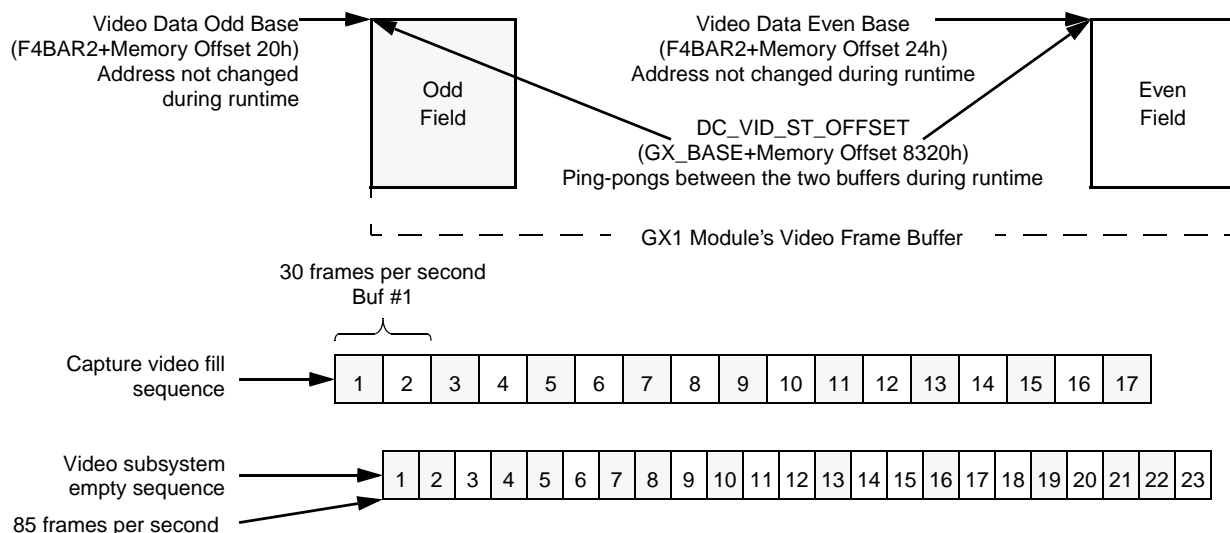 Video Data Odd Base
(F4BAR2+Memory Offset 20h)
Address not changed
during runtime
Odd
Field
Video Data Even Base
(F4BAR2+Memory Offset 24h)
Address not changed during runtime
Even
Field
DC_VID_ST_OFFSET
(GX_BASE+Memory Offset 8320h)
Ping-pongs between the two buffers during runtime
GX1 Module's Video Frame Buffer
30 frames per second
Buf #1
Capture video fill
sequence
1 2 3 4 5 6 7 8 9 10 11 12 13 14 15 16 17
Video subsystem
empty sequence
1 2 3 4 5 6 7 8 9 10 11 12 13 14 15 16 17 18 19 20 21 22 23
85 frames per second